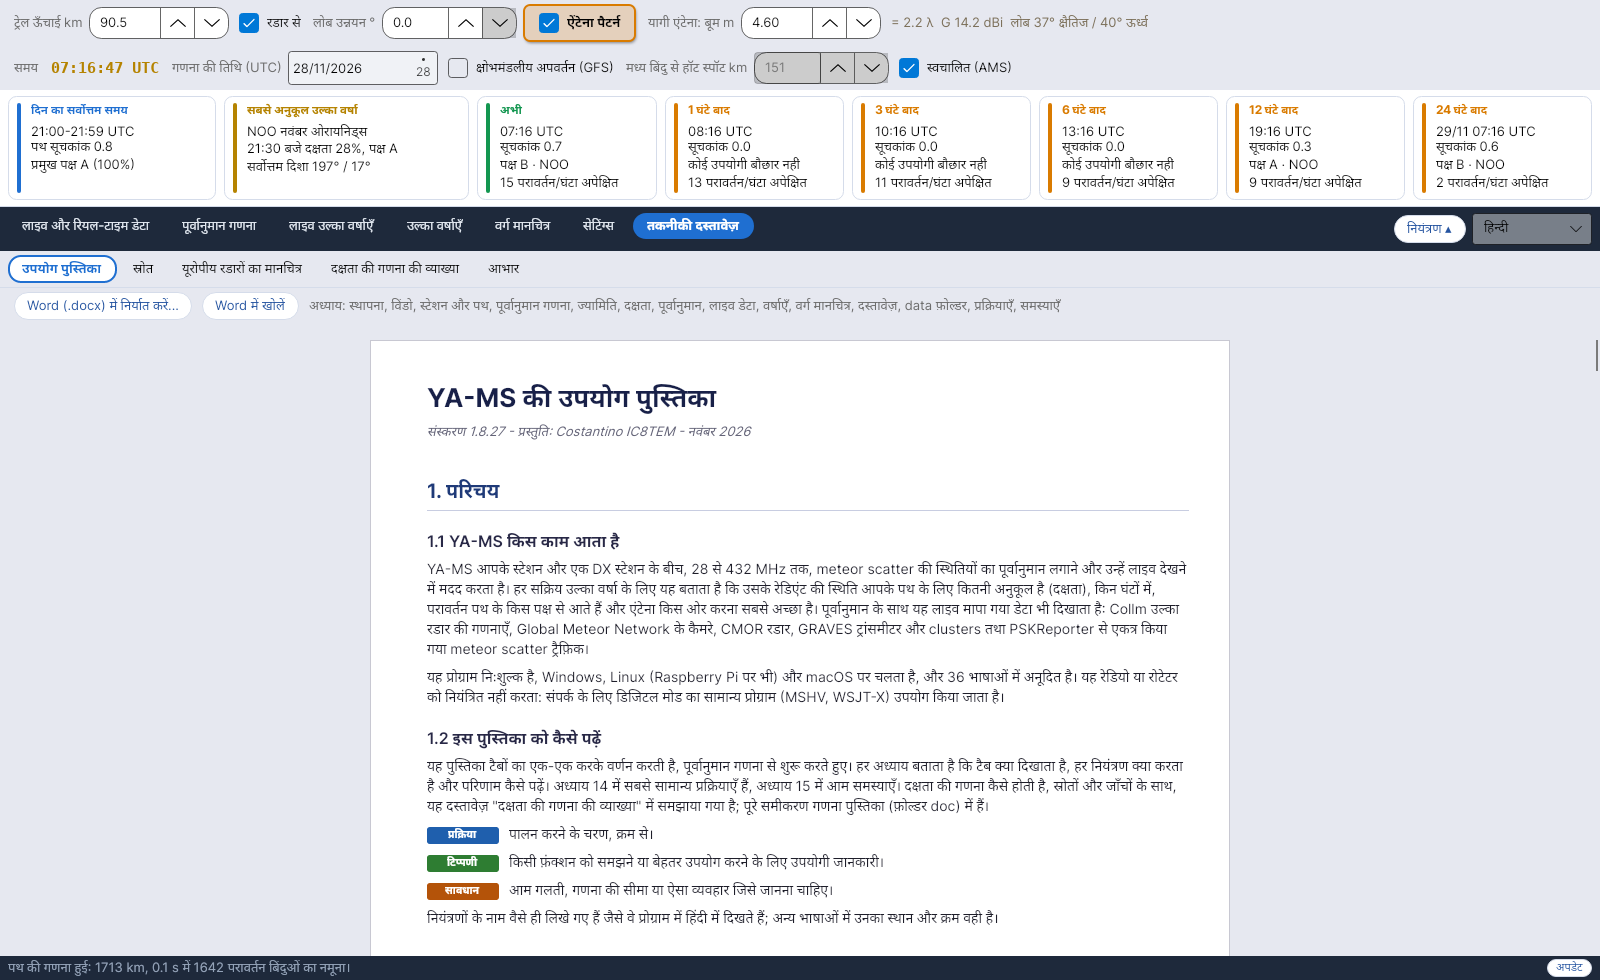 ट्रेल ऊँचाई km 90.5 रडार से लोब उन्नयन ° 0.0 ऐंटेना पैटर्न यागी एंटेना: बूम m 4.60 = 2.2 λ G 14.2 dBi लोब 37° क्षैतिज / 40° ऊर्ध्व
समय 07:16:47 UTC गणना की तिथि (UTC) 28/11/2026 28 क्षोभमंडलीय अपवर्तन (GFS) मध्य बिंदु से हॉट स्पॉट km 151 स्वचालित (AMS)
दिन का सर्वोत्तम समय
21:00-21:59 UTC
पथ सूचकांक 0.8
प्रमुख पक्ष A (100%)
सबसे अनुकूल उल्का वर्षा
NOO नवंबर ओरायनिड्स
21:30 बजे दक्षता 28%, पक्ष A
सर्वोत्तम दिशा 197° / 17°
अभी
07:16 UTC
सूचकांक 0.7
पक्ष B · NOO
15 परावर्तन/घंटा अपेक्षित
1 घंटे बाद
08:16 UTC
सूचकांक 0.0
कोई उपयोगी बौछार नहीं
13 परावर्तन/घंटा अपेक्षित
3 घंटे बाद
10:16 UTC
सूचकांक 0.0
कोई उपयोगी बौछार नहीं
11 परावर्तन/घंटा अपेक्षित
6 घंटे बाद
13:16 UTC
सूचकांक 0.0
कोई उपयोगी बौछार नहीं
9 परावर्तन/घंटा अपेक्षित
12 घंटे बाद
19:16 UTC
सूचकांक 0.3
पक्ष A · NOO
9 परावर्तन/घंटा अपेक्षित
24 घंटे बाद
29/11 07:16 UTC
सूचकांक 0.6
पक्ष B · NOO
2 परावर्तन/घंटा अपेक्षित
लाइव और रियल-टाइम डेटा पूर्वानुमान गणना लाइव उल्का वर्षाएँ उल्का वर्षाएँ वर्ग मानचित्र सेटिंग्स तकनीकी दस्तावेज़ नियंत्रण ▴ हिन्दी
उपयोग पुस्तिका स्रोत यूरोपीय रडारों का मानचित्र दक्षता की गणना की व्याख्या आभार
Word (.docx) में निर्यात करें... Word में खोलें अध्याय: स्थापना, विंडो, स्टेशन और पथ, पूर्वानुमान गणना, ज्यामिति, दक्षता, पूर्वानुमान, लाइव डेटा, वर्षाएँ, वर्ग मानचित्र, दस्तावेज़, data फ़ोल्डर, प्रक्रियाएँ, समस्याएँ
YA-MS की उपयोग पुस्तिका
संस्करण 1.8.27 - प्रस्तुति: Costantino IC8TEM - नवंबर 2026
1. परिचय
1.1 YA-MS किस काम आता है
YA-MS आपके स्टेशन और एक DX स्टेशन के बीच, 28 से 432 MHz तक, meteor scatter की स्थितियों का पूर्वानुमान लगाने और उन्हें लाइव देखने
में मदद करता है। हर सक्रिय उल्का वर्षा के लिए यह बताता है कि उसके रेडिएंट की स्थिति आपके पथ के लिए कितनी अनुकूल है (दक्षता), किन घंटों में,
परावर्तन पथ के किस पक्ष से आते हैं और एंटेना किस ओर करना सबसे अच्छा है। पूर्वानुमान के साथ यह लाइव मापा गया डेटा भी दिखाता है: Collm उल्का
रडार की गणनाएँ, Global Meteor Network के कैमरे, CMOR रडार, GRAVES ट्रांसमीटर और clusters तथा PSKReporter से एकत्र किया
गया meteor scatter ट्रैफ़िक।
यह प्रोग्राम नि:शुल्क है, Windows, Linux (Raspberry Pi पर भी) और macOS पर चलता है, और 36 भाषाओं में अनूदित है। यह रेडियो या रोटेटर
को नियंत्रित नहीं करता: संपर्क के लिए डिजिटल मोड का सामान्य प्रोग्राम (MSHV, WSJT-X) उपयोग किया जाता है।
1.2 इस पुस्तिका को कैसे पढ़ें
यह पुस्तिका टैबों का एक-एक करके वर्णन करती है, पूर्वानुमान गणना से शुरू करते हुए। हर अध्याय बताता है कि टैब क्या दिखाता है, हर नियंत्रण क्या करता
है और परिणाम कैसे पढ़ें। अध्याय 14 में सबसे सामान्य प्रक्रियाएँ हैं, अध्याय 15 में आम समस्याएँ। दक्षता की गणना कैसे होती है, स्रोतों और जाँचों के साथ,
यह दस्तावेज़ "दक्षता की गणना की व्याख्या" में समझाया गया है; पूरे समीकरण गणना पुस्तिका (फ़ोल्डर doc) में हैं।
प्रक्रिया पालन करने के चरण, क्रम से।
टिप्पणी किसी फ़ंक्शन को समझने या बेहतर उपयोग करने के लिए उपयोगी जानकारी।
सावधान आम गलती, गणना की सीमा या ऐसा व्यवहार जिसे जानना चाहिए।
नियंत्रणों के नाम वैसे ही लिखे गए हैं जैसे वे प्रोग्राम में हिंदी में दिखते हैं; अन्य भाषाओं में उनका स्थान और क्रम वही है।
पथ की गणना हुई: 1713 km, 0.1 s में 1642 परावर्तन बिंदुओं का नमूना। अपडेट